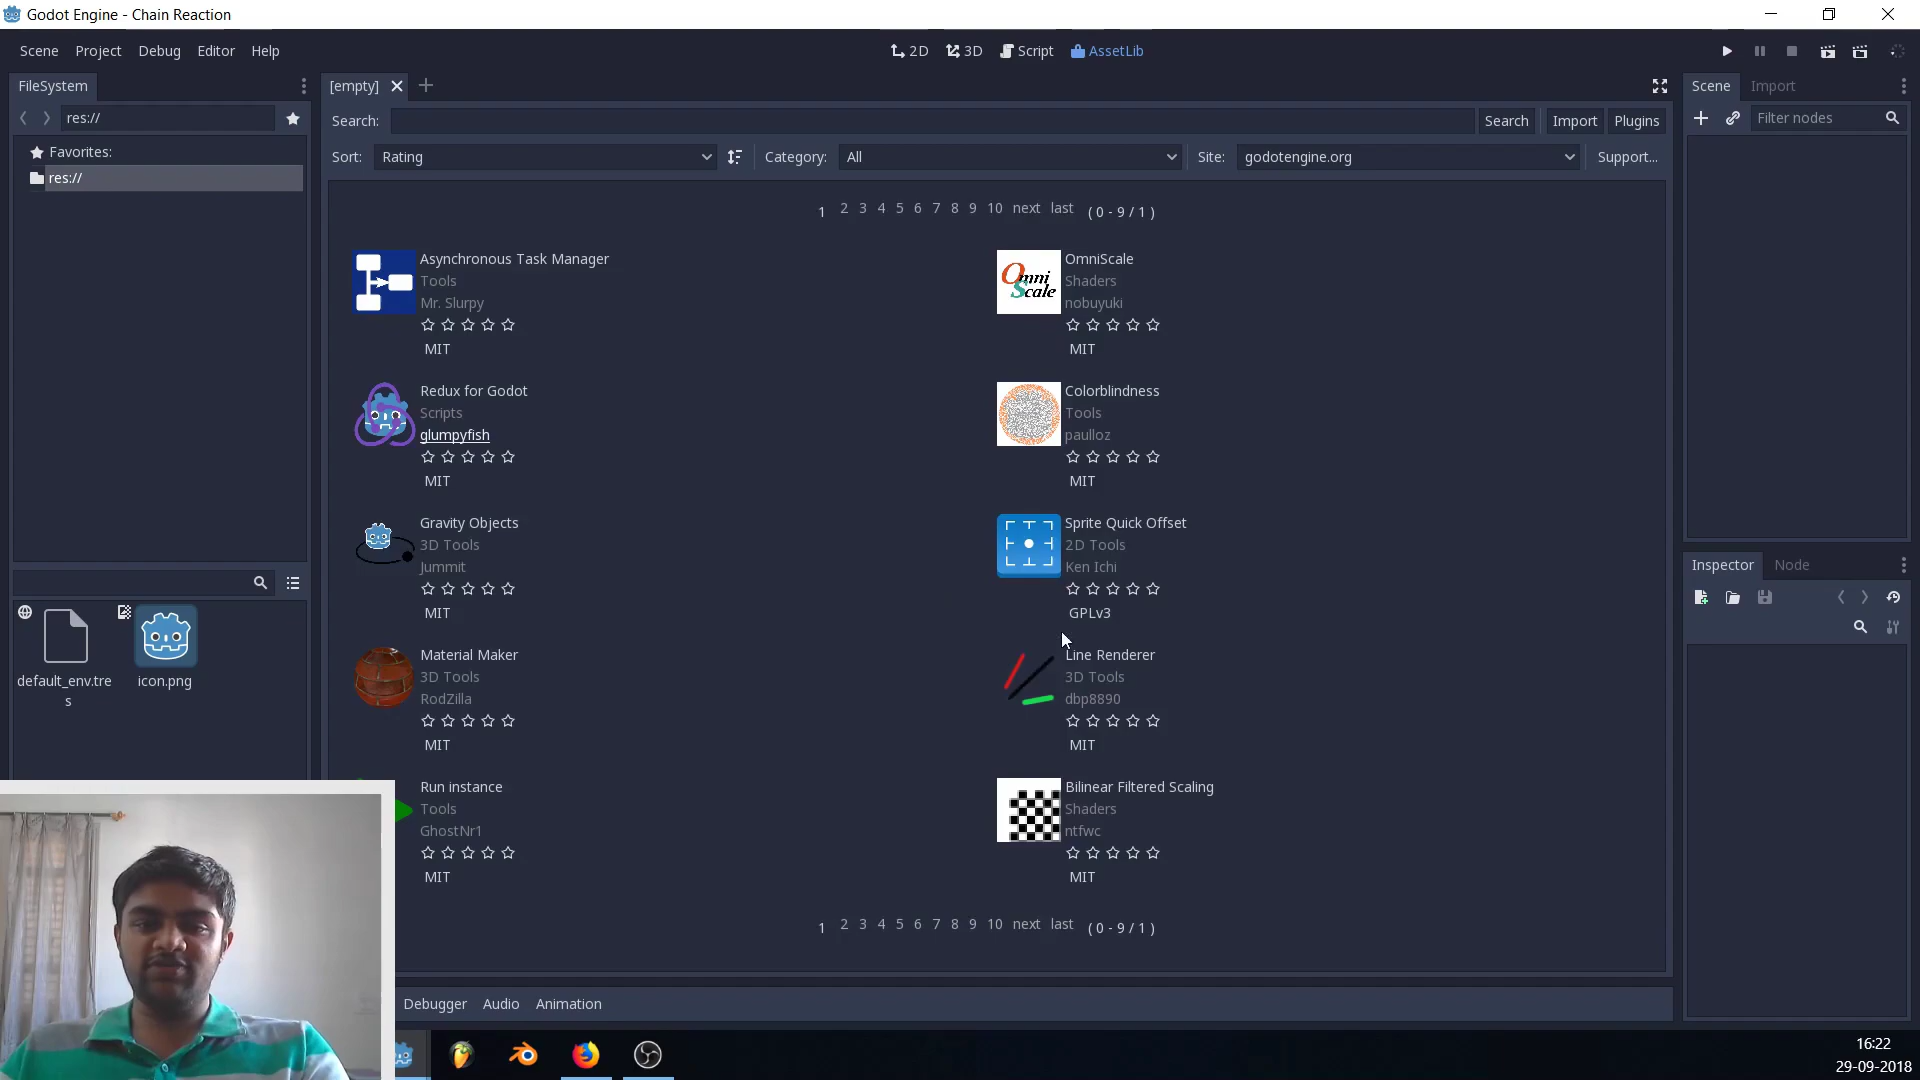 Godot Engine - Chain Reaction
Scene Project Debug Editor Help
2D 3D Script AssetLib
FileSystem
[empty]
Scene Import
res://
Search:
Search Import Plugins
Filter nodes
Favorites:
res://
Sort: Rating Category: All Site: godotengine.org Support...
1 2 3 4 5 6 7 8 9 10 next last ( 0 - 9 / 1 )
Asynchronous Task Manager
Tools
Mr. Slurpy
MIT
Omni
Scale
OmniScale
Shaders
nobuyuki
MIT
Redux for Godot
Scripts
glumpyfish
MIT
Colorblindness
Tools
paulloz
MIT
Gravity Objects
3D Tools
Jummit
MIT
Sprite Quick Offset
2D Tools
Ken Ichi
GPLv3
Material Maker
3D Tools
RodZilla
MIT
Line Renderer
3D Tools
dbp8890
MIT
Run instance
Tools
GhostNr1
MIT
Bilinear Filtered Scaling
Shaders
ntfwc
MIT
1 2 3 4 5 6 7 8 9 10 next last ( 0 - 9 / 1 )
default_env.tre
s
icon.png
Inspector Node
Debugger Audio Animation
16:22
29-09-2018